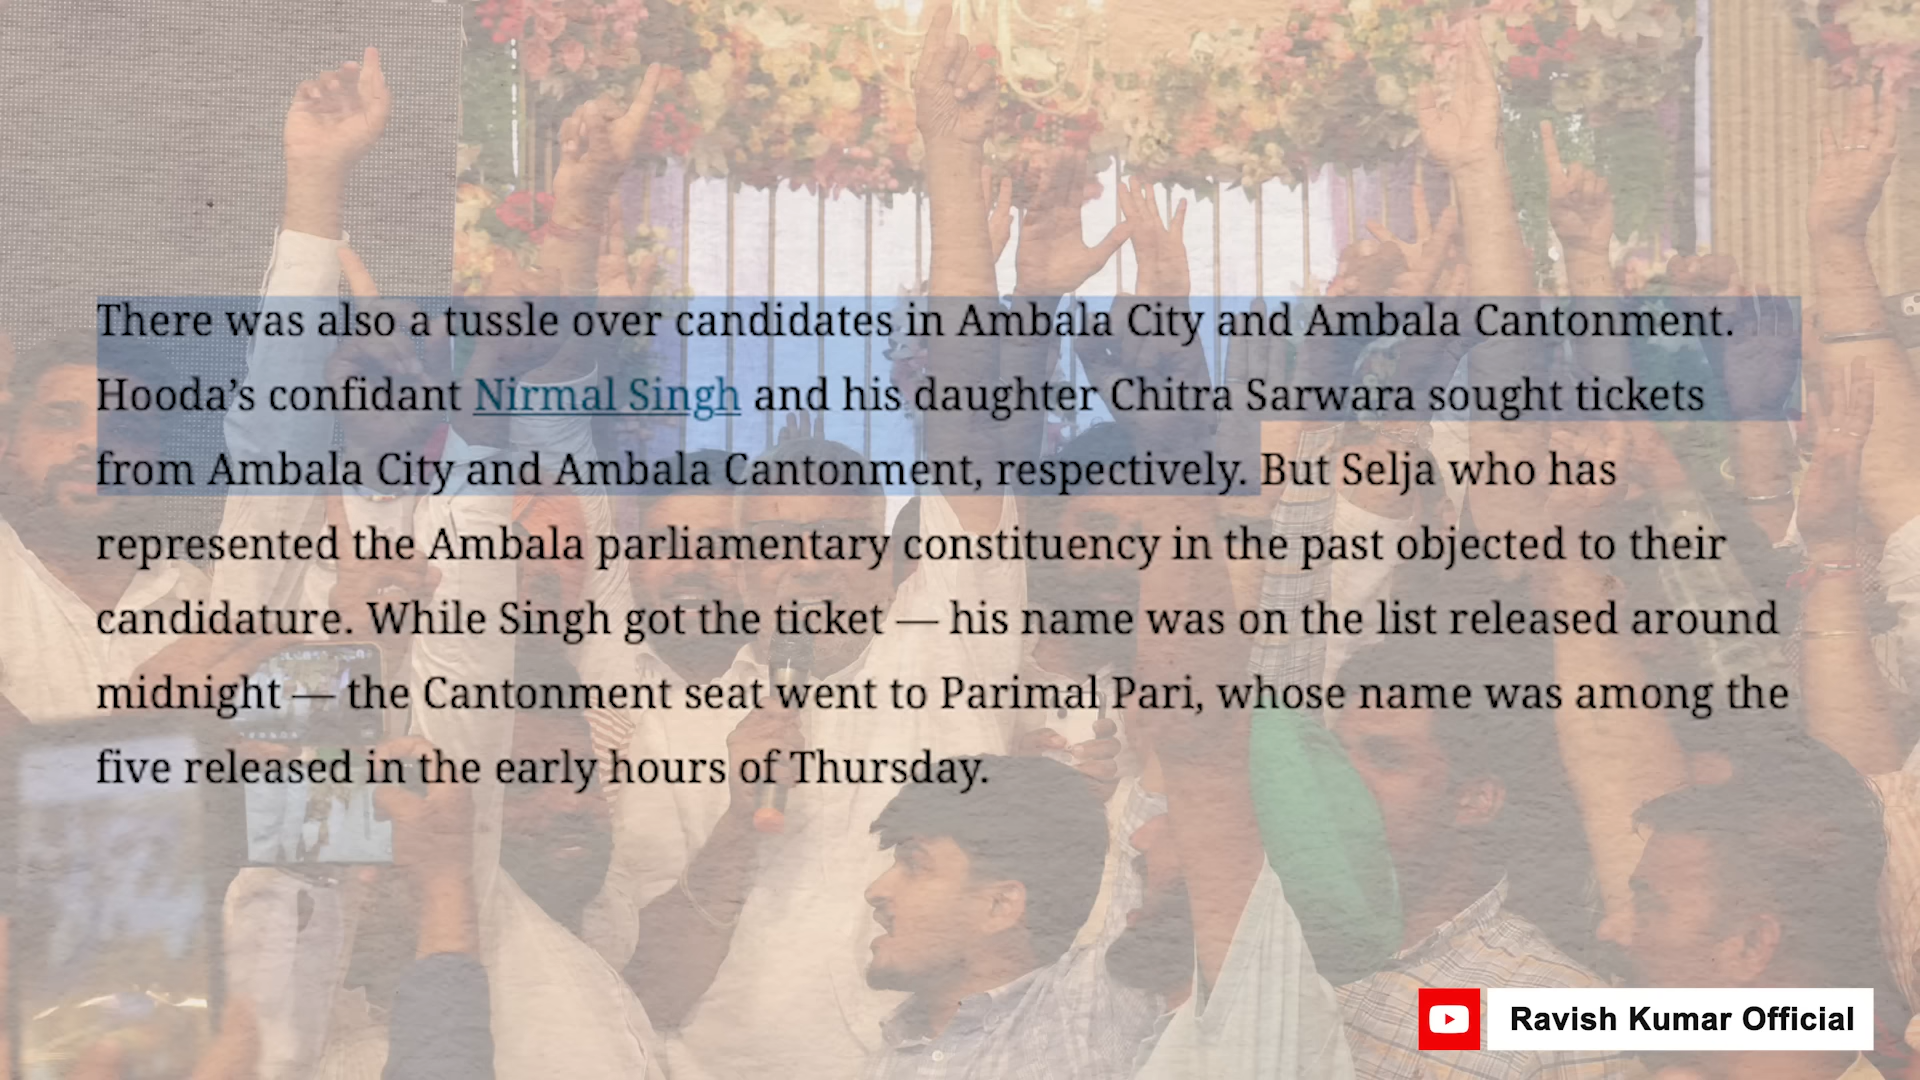 There was also a tussle over candidates in Ambala City and Ambala Cantonment.
Hooda’s confidant Nirmal Singh and his daughter Chitra Sarwara sought tickets
from Ambala City and Ambala Cantonment, respectively. But Selja who has
represented the Ambala parliamentary constituency in the past objected to their
candidature. While Singh got the ticket — his name was on the list released around
midnight — the Cantonment seat went to Parimal Pari, whose name was among the
five released in the early hours of Thursday.
Ravish Kumar Official